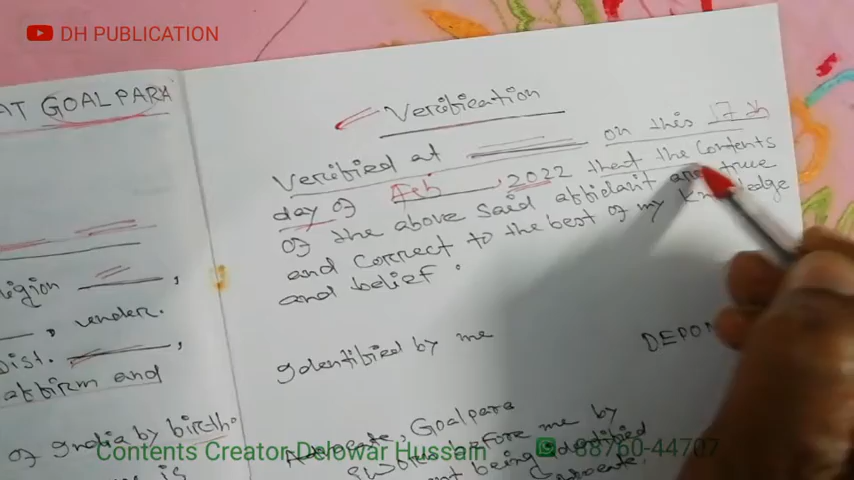 DH PUBLICATION
AT GOALPARA
ligion
, under.
Dist.
,
affirm and
of India by birth.
is
Verification
Verified at on this 17th
day of Feb, 2022 that the Contents
of the above said affidavit are true
and Correct to the best of my Knowledge
and belief.
Identified by me
DEPON
Advocate, Goalpara
before me by
being identified
Advocate,
Contents Creator Delowar Hussain 88760-44707